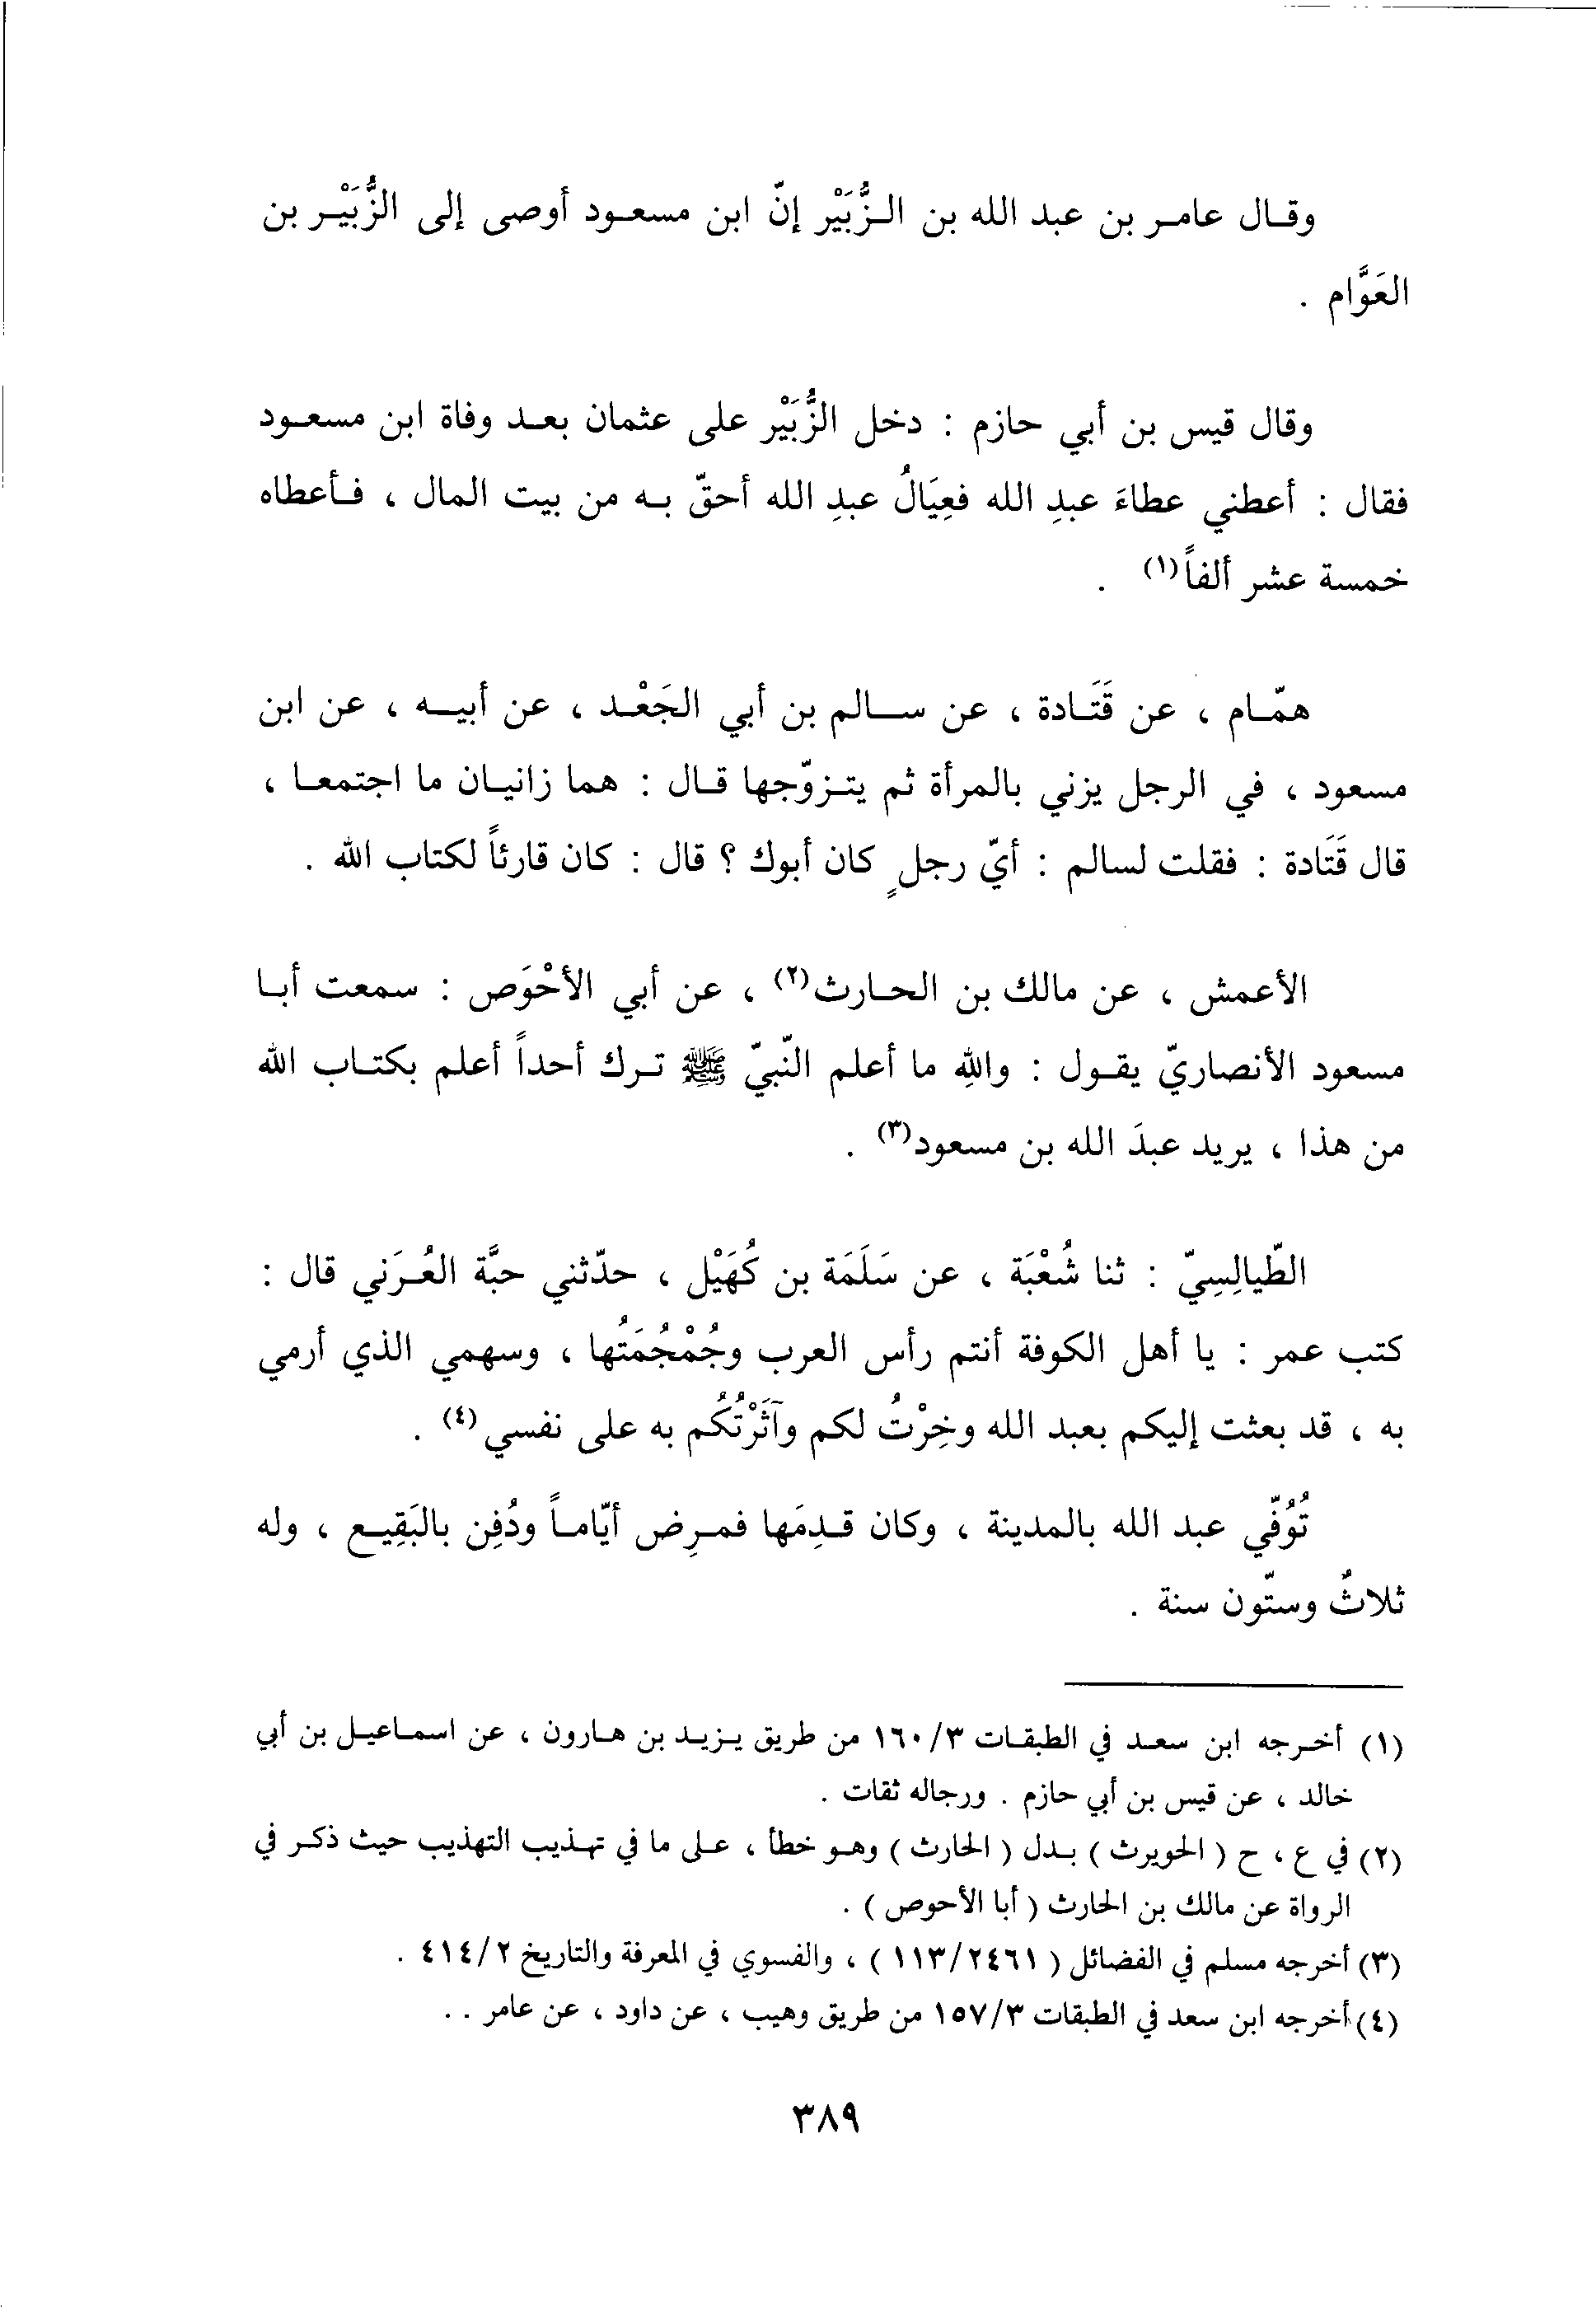 وقال عامر بن عبد الله بن الزُّبَيْر إنّ ابن مسعود أوصى إلى الزُّبَيْر بن
العَوَّام .
وقال قيس بن أبي حازم : دخل الزُّبَيْر على عثمان بعد وفاة ابن مسعود
فقال : أعطني عطاءَ عبدِ الله فعِيَالُ عبدِ الله أحقّ به من بيت المال ، فأعطاه
خمسة عشر ألفاً(١) .
همّام ، عن قَتَادة ، عن سالم بن أبي الجَعْد ، عن أبيه ، عن ابن
مسعود ، في الرجل يزني بالمرأة ثم يتزوّجها قال : هما زانيان ما اجتمعا ،
قال قَتَادة : فقلت لسالم : أيّ رجلٍ كان أبوك ؟ قال : كان قارئاً لكتاب الله .
الأعمش ، عن مالك بن الحارث(٢) ، عن أبي الأحْوَص : سمعت أبا
مسعود الأنصاريّ يقول : واللهِ ما أعلم النّبيّ ﷺ ترك أحداً أعلم بكتاب الله
من هذا ، يريد عبدَ الله بن مسعود(٣) .
الطّيالِسِيّ : ثنا شُعْبَة ، عن سَلَمَة بن كُهَيْل ، حدّثني حبَّة العُرَني قال :
كتب عمر : يا أهل الكوفة أنتم رأس العرب وجُمْجُمَتُها ، وسهمي الذي أرمي
به ، قد بعثت إليكم بعبد الله وخِرْتُ لكم وآثَرْتُكُم به على نفسي(٤) .
تُوُفّي عبد الله بالمدينة ، وكان قدِمَها فمرِض أيّاماً ودُفِن بالبَقِيع ، وله
ثلاثٌ وستّون سنة .
(١) أخرجه ابن سعد في الطبقات ٣/١٦٠ من طريق يزيد بن هارون ، عن اسماعيل بن أبي
خالد ، عن قيس بن أبي حازم . ورجاله ثقات .
(٢) في ع ، ح ( الحويرث ) بدل ( الحارث ) وهو خطأ ، على ما في تهذيب التهذيب حيث ذكر في
الرواة عن مالك بن الحارث ( أبا الأحوص ) .
(٣) أخرجه مسلم في الفضائل ( ٢٤٦١/١١٣ ) ، والفسوي في المعرفة والتاريخ ٢/٤١٤ .
(٤) أخرجه ابن سعد في الطبقات ٣/١٥٧ من طريق وهيب ، عن داود ، عن عامر . .
٣٨٩